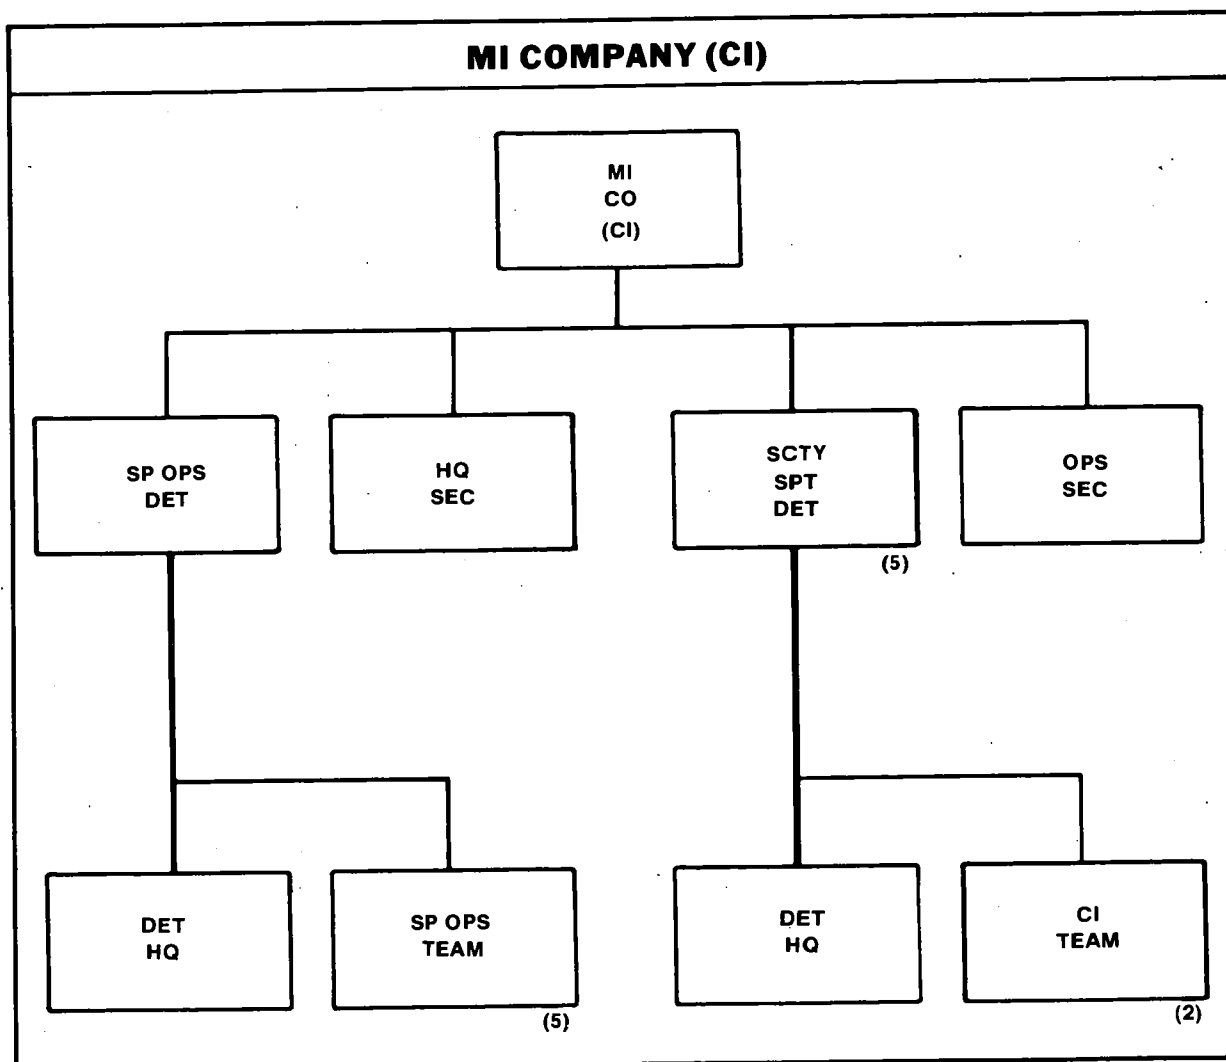 MI COMPANY (CI)
MI
CO
(CI)
SP OPS
DET
HQ
SEC
SCTY
SPT
DET
(5)
OPS
SEC
DET
HQ
SP OPS
TEAM
(5)
DET
HQ
CI
TEAM
(2)